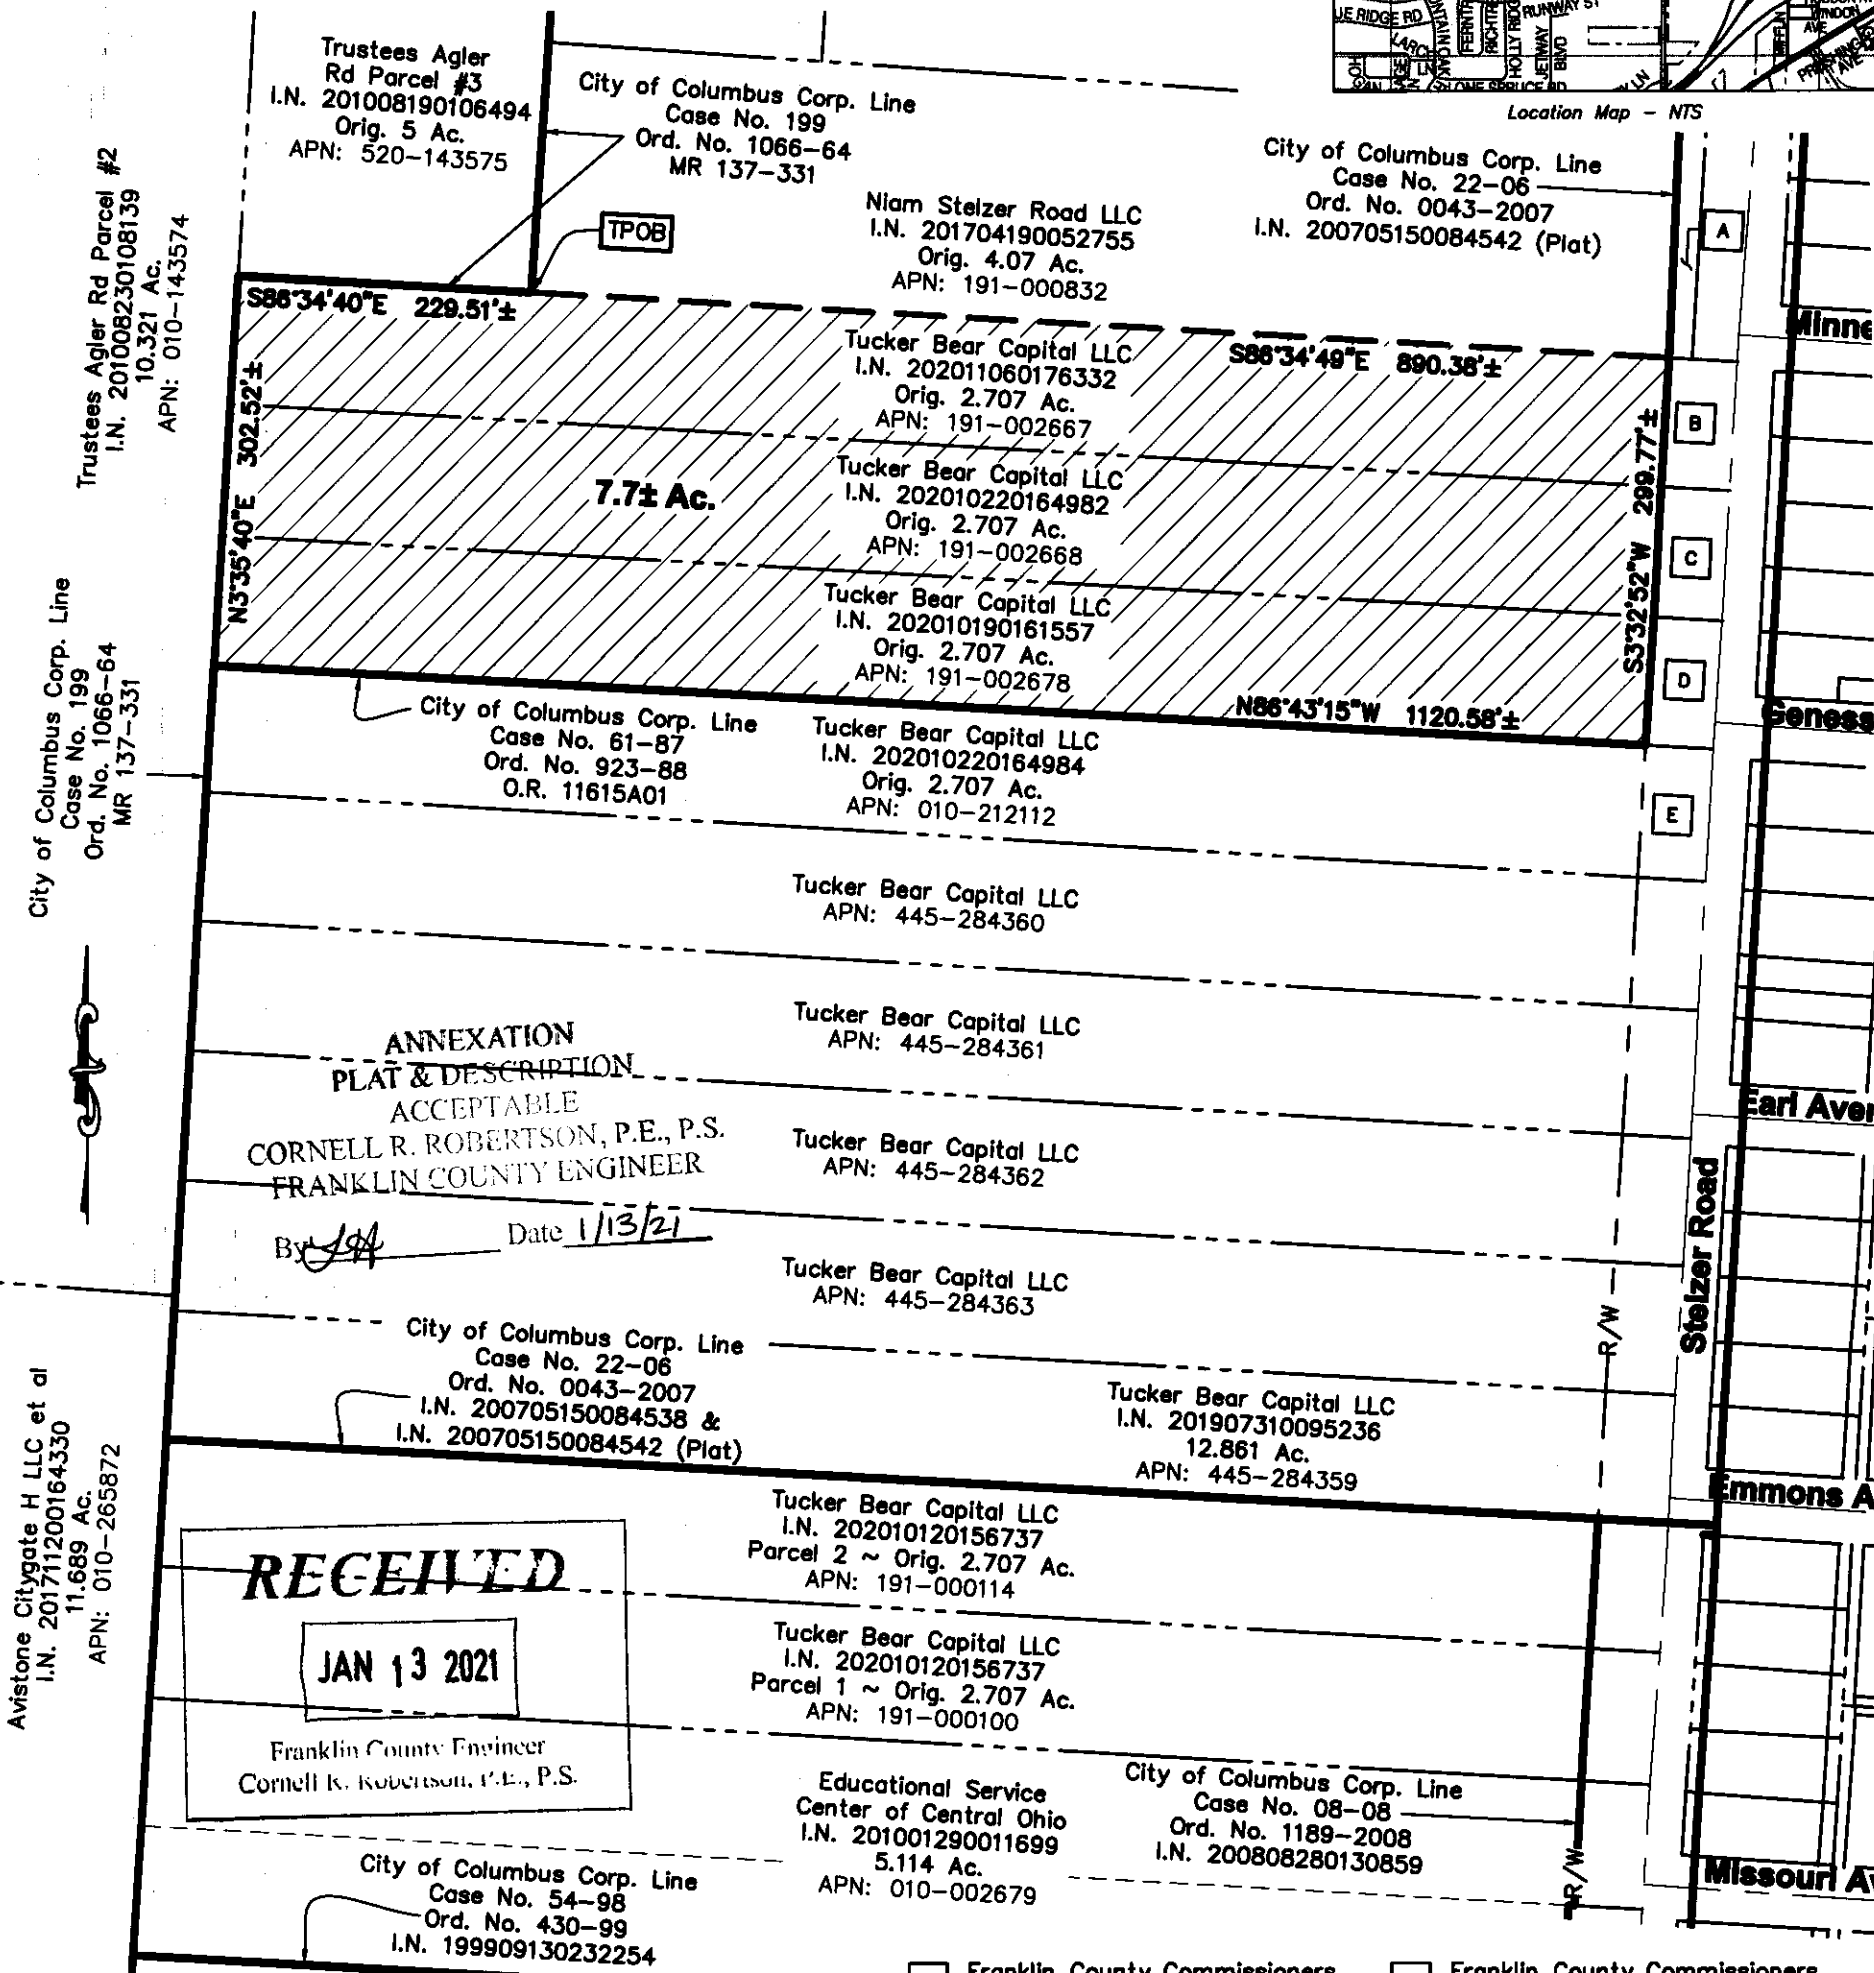 Trustees Agler
Rd Parcel #3
I.N. 201008190106494
Orig. 5 Ac.
APN: 520-143575
City of Columbus Corp. Line
Case No. 199
Ord. No. 1066-64
MR 137-331
UE RIDGE RD
RUNWAY ST
HOLLY RIDG
JETWAY
BLVD
Location Map - NTS
City of Columbus Corp. Line
Case No. 22-06
Ord. No. 0043-2007
I.N. 200705150084542 (Plat)
Niam Stelzer Road LLC
I.N. 201704190052755
Orig. 4.07 Ac.
APN: 191-000832
TPOB
A
Trustees Agler Rd Parcel #2
I.N. 201008230108139
10.321 Ac.
APN: 010-143574
S86°34'40"E 229.51'±
S86°34'49"E 890.38'±
N3°35'40"E 302.52'±
S3°32'52"W 299.77'±
N86°43'15"W 1120.58'±
Tucker Bear Capital LLC
I.N. 202011060176332
Orig. 2.707 Ac.
APN: 191-002667
B
7.7± Ac.
Tucker Bear Capital LLC
I.N. 202010220164982
Orig. 2.707 Ac.
APN: 191-002668
C
Tucker Bear Capital LLC
I.N. 202010190161557
Orig. 2.707 Ac.
APN: 191-002678
D
Minne
Geness
City of Columbus Corp. Line
Case No. 199
Ord. No. 1066-64
MR 137-331
City of Columbus Corp. Line
Case No. 61-87
Ord. No. 923-88
O.R. 11615A01
Tucker Bear Capital LLC
I.N. 202010220164984
Orig. 2.707 Ac.
APN: 010-212112
E
Tucker Bear Capital LLC
APN: 445-284360
Tucker Bear Capital LLC
APN: 445-284361
ANNEXATION
PLAT & DESCRIPTION
ACCEPTABLE
CORNELL R. ROBERTSON, P.E., P.S.
FRANKLIN COUNTY ENGINEER
By Date 1/13/21
Earl Aven
Tucker Bear Capital LLC
APN: 445-284362
Stelzer Road
Tucker Bear Capital LLC
APN: 445-284363
R/W
City of Columbus Corp. Line
Case No. 22-06
Ord. No. 0043-2007
I.N. 200705150084538 &
I.N. 200705150084542 (Plat)
Tucker Bear Capital LLC
I.N. 201907310095236
12.861 Ac.
APN: 445-284359
Emmons A
Avistone Citygate H LLC et al
I.N. 201711200164330
11.689 Ac.
APN: 010-265872
Tucker Bear Capital LLC
I.N. 202010120156737
Parcel 2 ~ Orig. 2.707 Ac.
APN: 191-000114
RECEIVED
JAN 13 2021
Franklin County Engineer
Cornell R. Robertson, P.E., P.S.
Tucker Bear Capital LLC
I.N. 202010120156737
Parcel 1 ~ Orig. 2.707 Ac.
APN: 191-000100
Educational Service
Center of Central Ohio
I.N. 201001290011699
5.114 Ac.
APN: 010-002679
City of Columbus Corp. Line
Case No. 08-08
Ord. No. 1189-2008
I.N. 200808280130859
R/W
Missouri Av
City of Columbus Corp. Line
Case No. 54-98
Ord. No. 430-99
I.N. 199909130232254
Franklin County Commissioners
Franklin County Commissioners